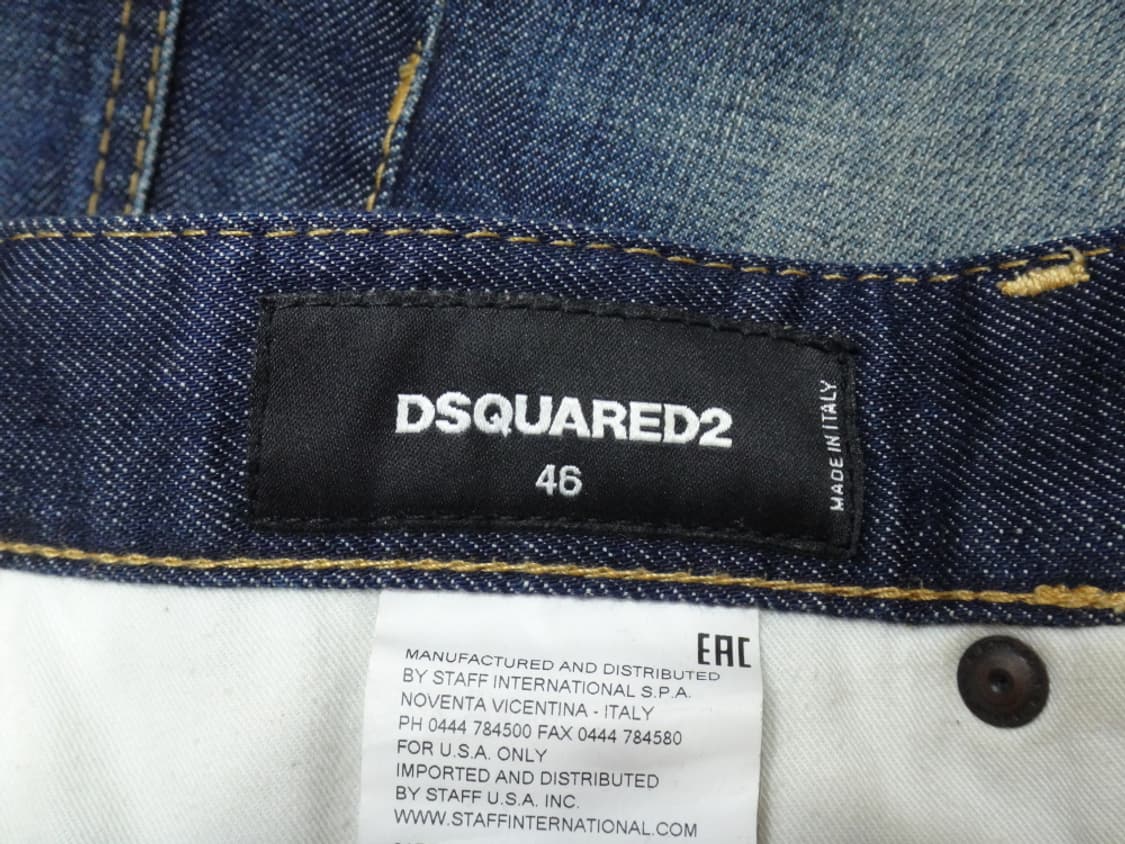 DSQUARED2
46
MADE IN ITALY
EAC
MANUFACTURED AND DISTRIBUTED
BY STAFF INTERNATIONAL S.P.A.
NOVENTA VICENTINA - ITALY
PH 0444 784500 FAX 0444 784580
FOR U.S.A. ONLY
IMPORTED AND DISTRIBUTED
BY STAFF U.S.A. INC.
WWW.STAFFINTERNATIONAL.COM